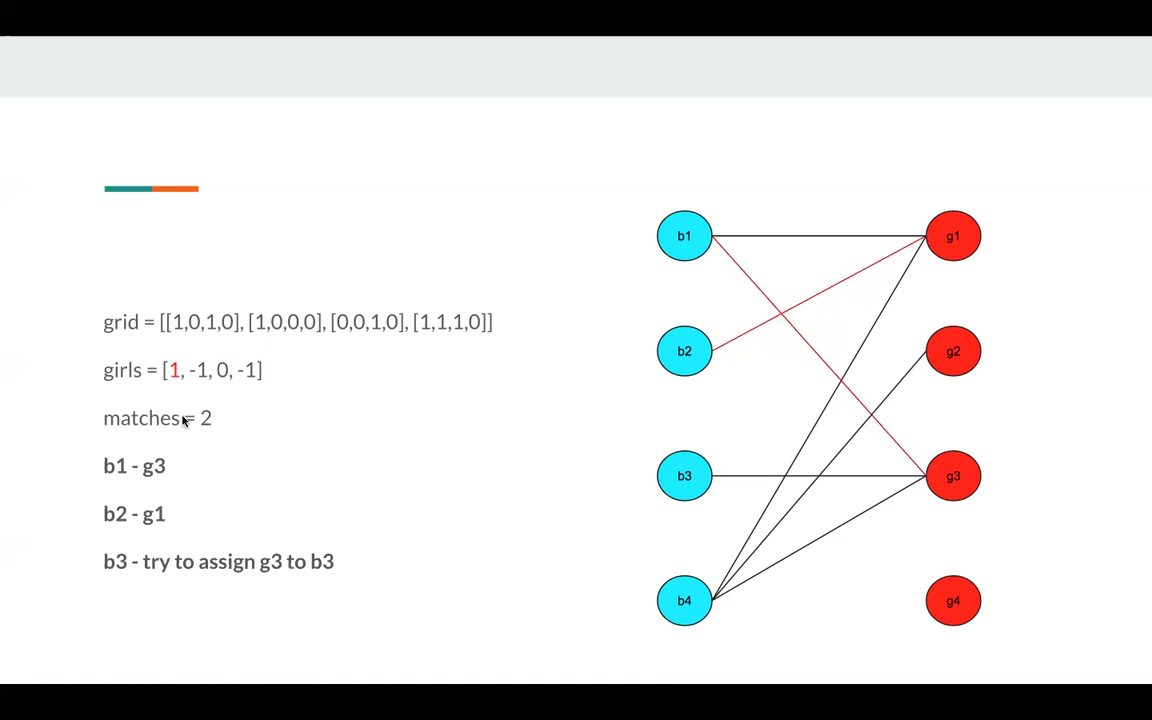 grid = [[1,0,1,0], [1,0,0,0], [0,0,1,0], [1,1,1,0]]
girls = [1, -1, 0, -1]
matches = 2
b1 - g3
b2 - g1
b3 - try to assign g3 to b3
b1
g1
b2
g2
b3
g3
b4
g4